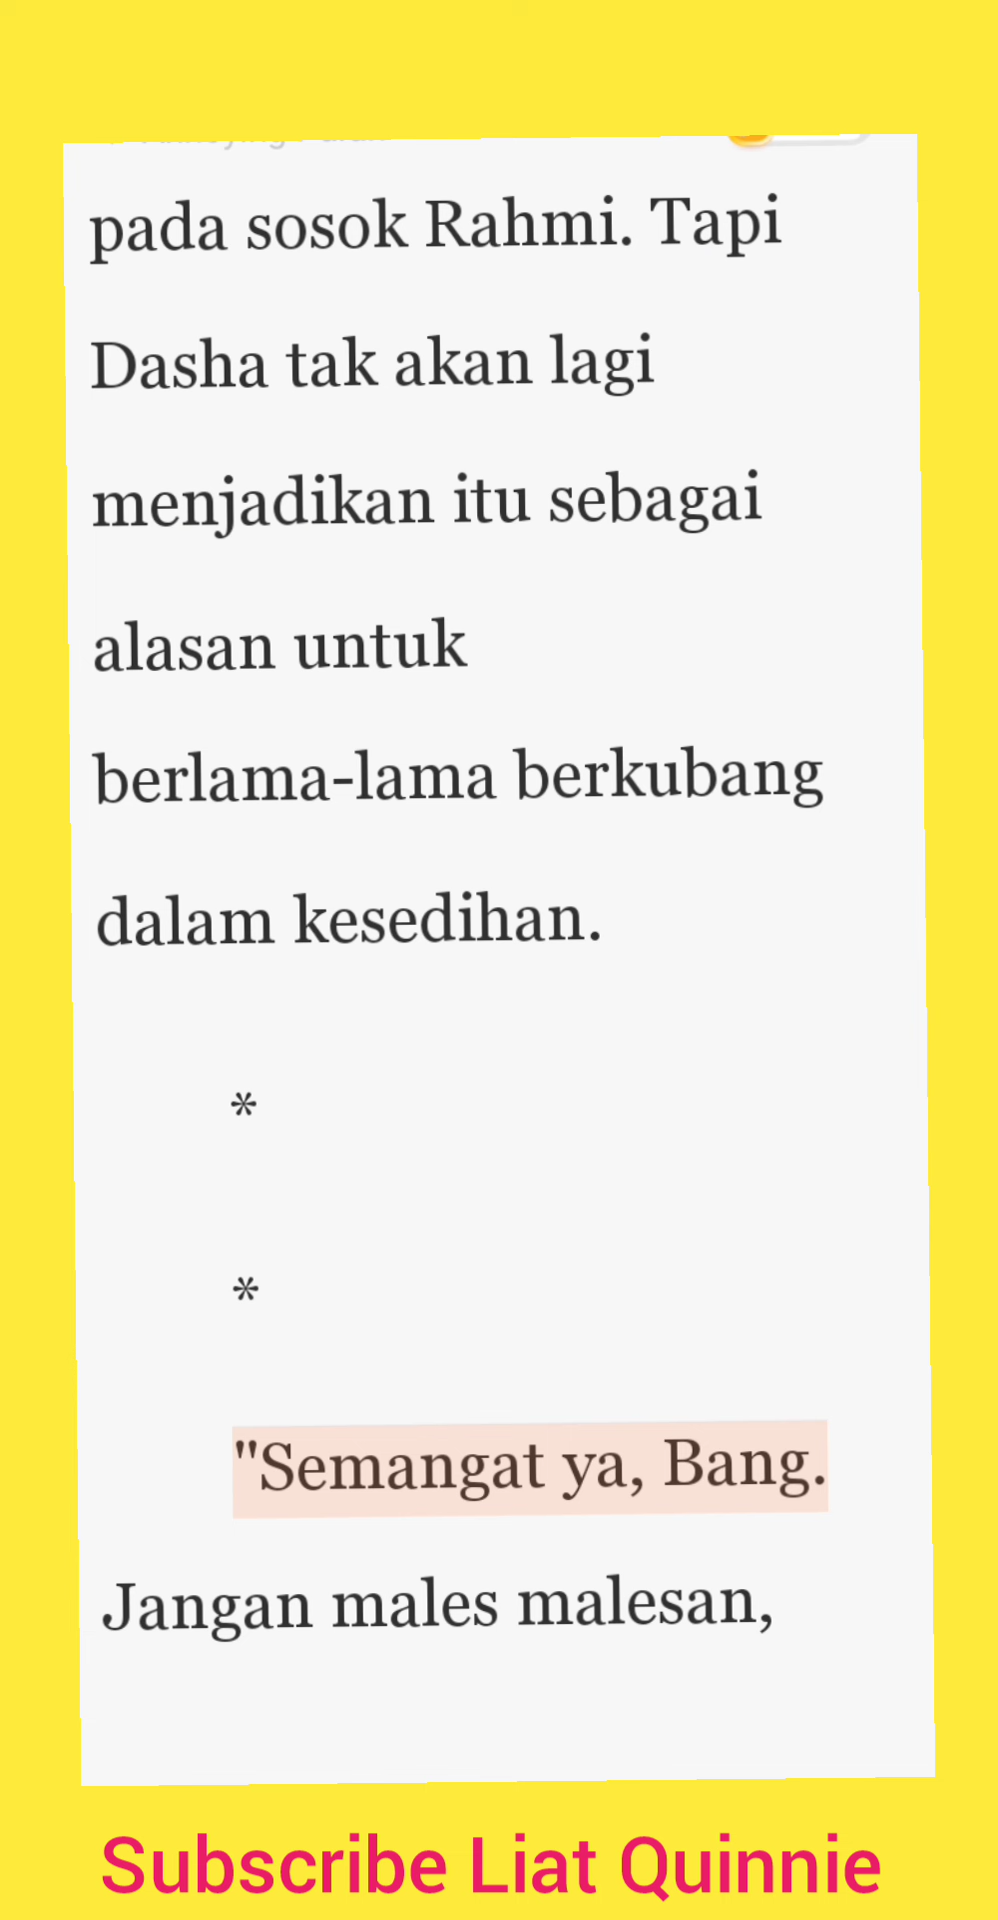 pada sosok Rahmi. Tapi
Dasha tak akan lagi
menjadikan itu sebagai
alasan untuk
berlama-lama berkubang
dalam kesedihan.
*
*
"Semangat ya, Bang.
Jangan males malesan,
Subscribe Liat Quinnie